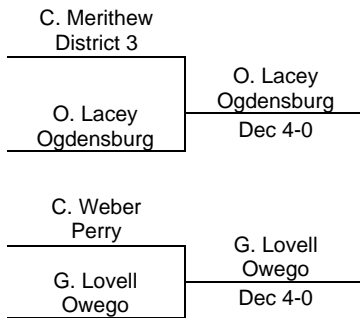 C. Merithew
District 3
O. Lacey
Ogdensburg
O. Lacey
Ogdensburg
Dec 4-0
C. Weber
Perry
G. Lovell
Owego
G. Lovell
Owego
Dec 4-0